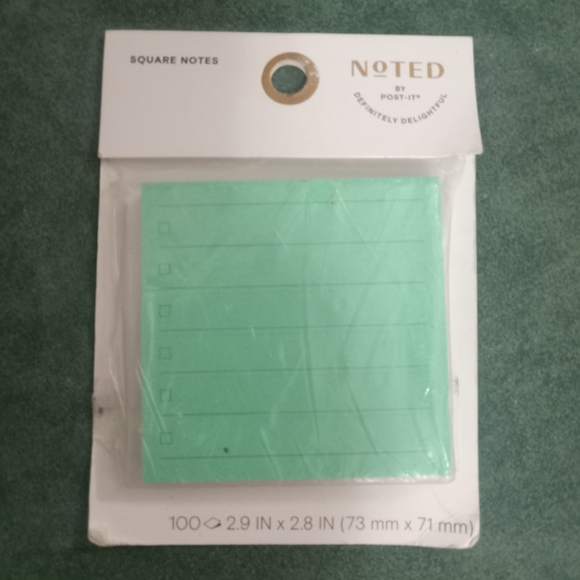 SQUARE NOTES
NOTED
BY
POST-IT®
DEFINITELY DELIGHTFUL
100 2.9 IN x 2.8 IN (73 mm x 71 mm)